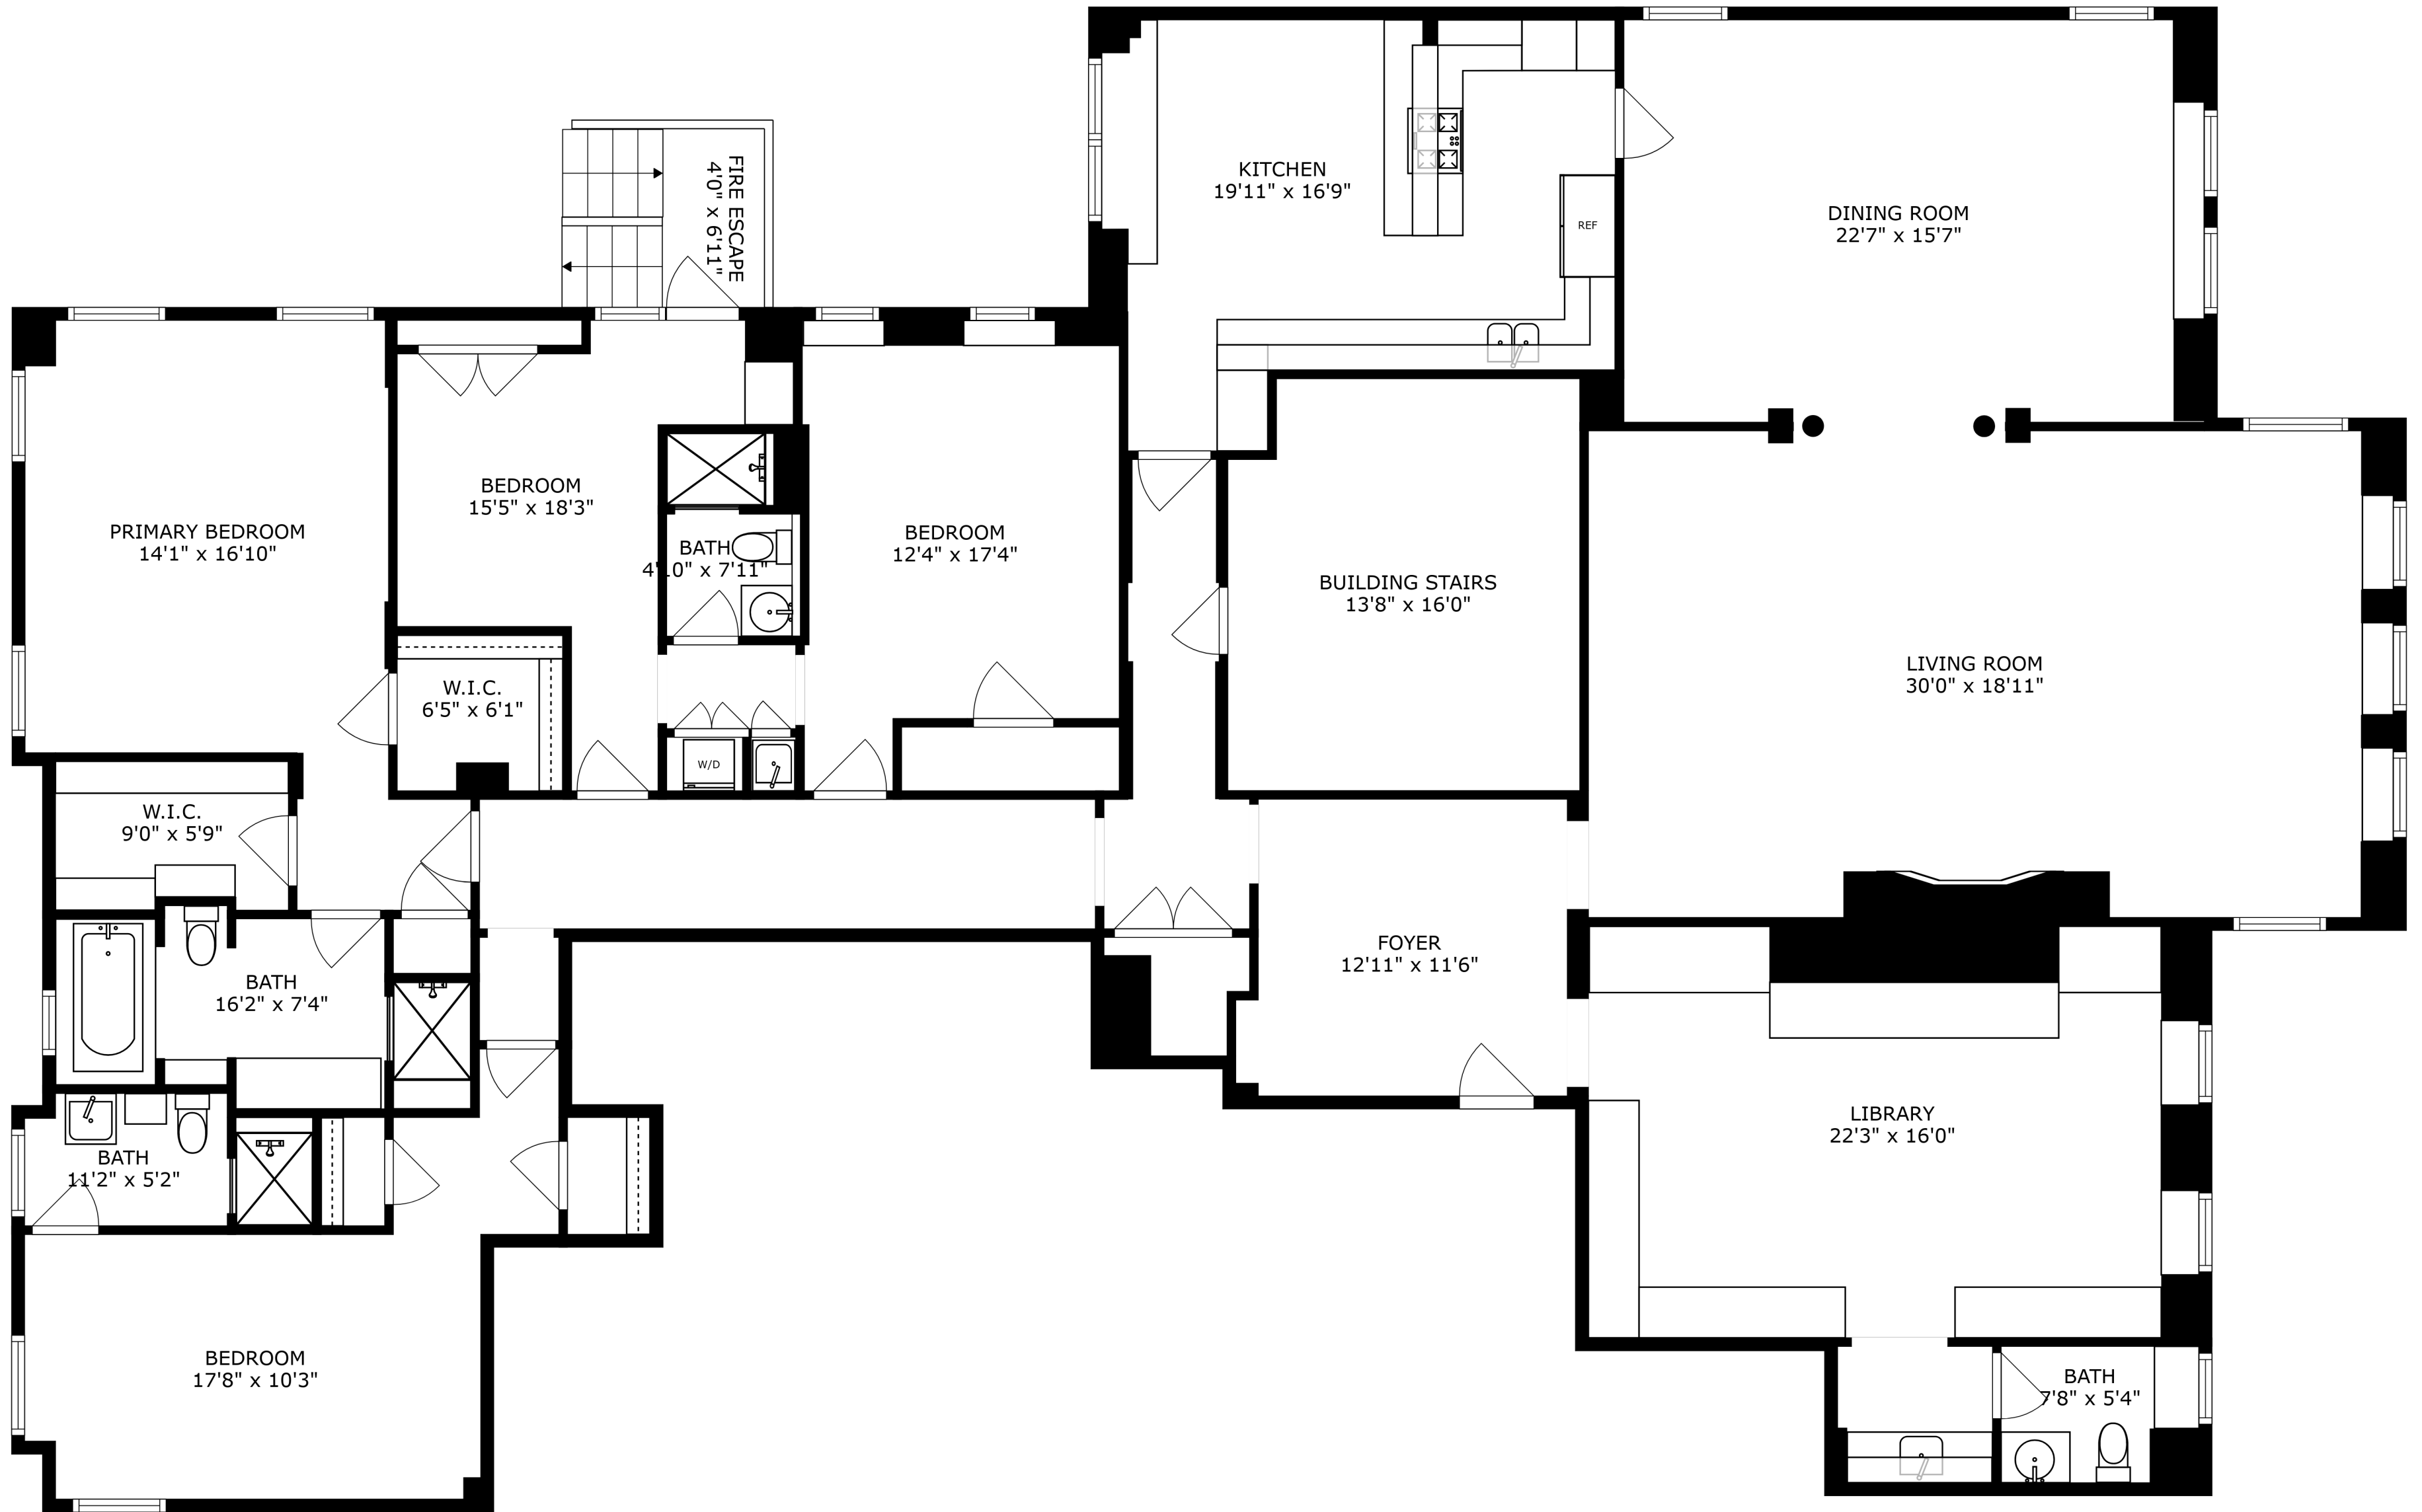 FIRE ESCAPE
4'0" x 6'11"
KITCHEN
19'11" x 16'9"
REF
DINING ROOM
22'7" x 15'7"
PRIMARY BEDROOM
14'1" x 16'10"
BEDROOM
15'5" x 18'3"
BATH
4'10" x 7'11"
BEDROOM
12'4" x 17'4"
BUILDING STAIRS
13'8" x 16'0"
LIVING ROOM
30'0" x 18'11"
W.I.C.
6'5" x 6'1"
W/D
W.I.C.
9'0" x 5'9"
BATH
16'2" x 7'4"
FOYER
12'11" x 11'6"
LIBRARY
22'3" x 16'0"
BATH
11'2" x 5'2"
BEDROOM
17'8" x 10'3"
BATH
7'8" x 5'4"